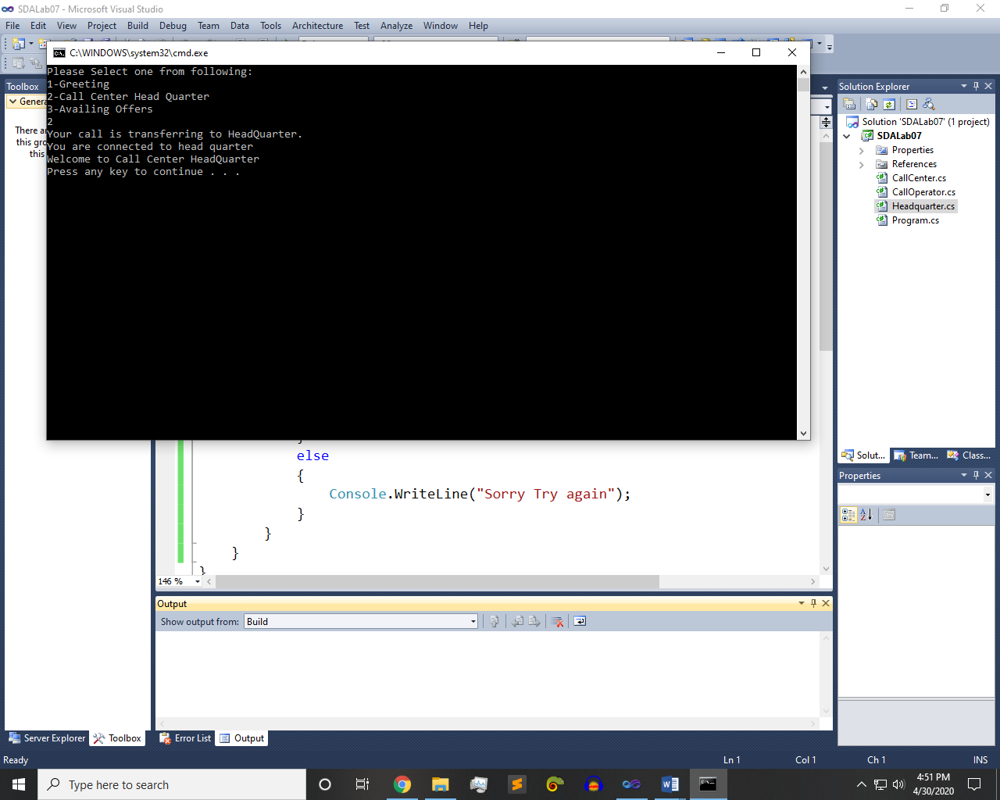 SDALab07 - Microsoft Visual Studio
File Edit View Project Build Debug Team Data Tools Architecture Test Analyze Window Help
C:\WINDOWS\system32\cmd.exe
Please Select one from following:
1-Greeting
2-Call Center Head Quarter
3-Availing Offers
2
Your call is transferring to HeadQuarter.
You are connected to head quarter
Welcome to Call Center HeadQuarter
Press any key to continue . . .
Toolbox
Genera
There a
this gro
this
Solution Explorer
Solution 'SDALab07' (1 project)
SDALab07
Properties
References
CallCenter.cs
CallOperator.cs
Headquarter.cs
Program.cs
Solut... Team... Class...
Properties
}
else
{
Console.WriteLine("Sorry Try again");
}
}
}
}
146 %
Output
Show output from: Build
Server Explorer Toolbox
Error List Output
Ready Ln 1 Col 1 Ch 1 INS
Type here to search
4:51 PM
4/30/2020